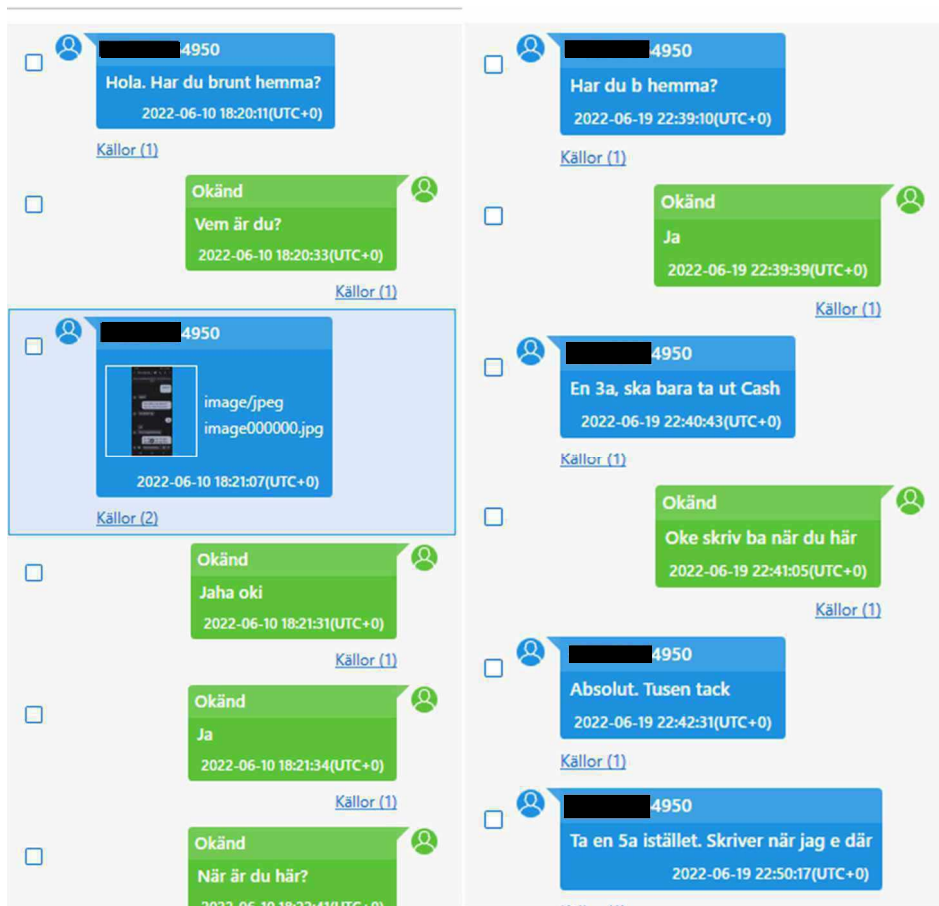 4950
Hola. Har du brunt hemma?
2022-06-10 18:20:11(UTC+0)
Källor (1)
Okänd
Vem är du?
2022-06-10 18:20:33(UTC+0)
Källor (1)
4950
image/jpeg
image000000.jpg
2022-06-10 18:21:07(UTC+0)
Källor (2)
Okänd
Jaha oki
2022-06-10 18:21:31(UTC+0)
Källor (1)
Okänd
Ja
2022-06-10 18:21:34(UTC+0)
Källor (1)
Okänd
När är du här?
2022-06-10 18:22:41(UTC+0)
4950
Har du b hemma?
2022-06-19 22:39:10(UTC+0)
Källor (1)
Okänd
Ja
2022-06-19 22:39:39(UTC+0)
Källor (1)
4950
En 3a, ska bara ta ut Cash
2022-06-19 22:40:43(UTC+0)
Källor (1)
Okänd
Oke skriv ba när du här
2022-06-19 22:41:05(UTC+0)
Källor (1)
4950
Absolut. Tusen tack
2022-06-19 22:42:31(UTC+0)
Källor (1)
4950
Ta en 5a istället. Skriver när jag e där
2022-06-19 22:50:17(UTC+0)